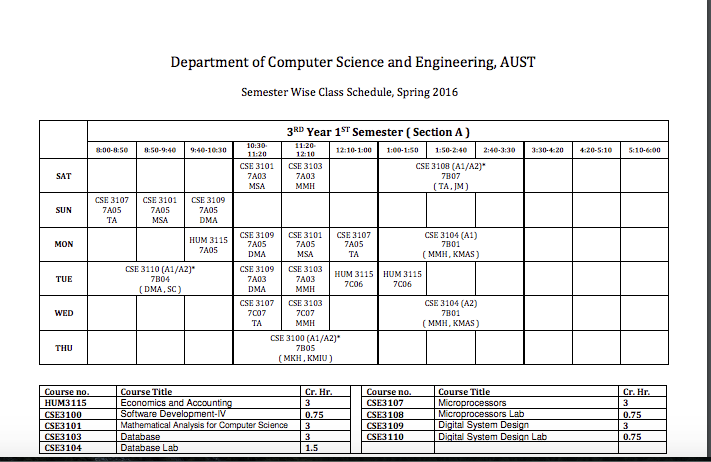 Department of Computer Science and Engineering, AUST
Semester Wise Class Schedule, Spring 2016
3RD Year 1ST Semester ( Section A )
8:00-8:50 8:50-9:40 9:40-10:30 10:30-11:20 11:20-12:10 12:10-1:00 1:00-1:50 1:50-2:40 2:40-3:30 3:30-4:20 4:20-5:10 5:10-6:00
SAT
CSE 3101 CSE 3103 CSE 3108 (A1/A2)*
7A03 7A03 7B07
MSA MMH ( TA , JM )
SUN
CSE 3107 CSE 3101 CSE 3109
7A05 7A05 7A05
TA MSA DMA
MON
HUM 3115 CSE 3109 CSE 3101 CSE 3107 CSE 3104 (A1)
7A05 7A05 7A05 7A05 7B01
DMA MSA TA ( MMH , KMAS )
TUE
CSE 3110 (A1/A2)* CSE 3109 CSE 3103 HUM 3115 HUM 3115
7B04 7A03 7A03 7C06 7C06
( DMA , SC ) DMA MMH
WED
CSE 3107 CSE 3103 CSE 3104 (A2)
7C07 7C07 7B01
TA MMH ( MMH , KMAS )
THU
CSE 3100 (A1/A2)*
7B05
( MKH , KMIU )
Course no. Course Title Cr. Hr. Course no. Course Title Cr. Hr.
HUM3115 Economics and Accounting 3 CSE3107 Microprocessors 3
CSE3100 Software Development-IV 0.75 CSE3108 Microprocessors Lab 0.75
CSE3101 Mathematical Analysis for Computer Science 3 CSE3109 Digital System Design 3
CSE3103 Database 3 CSE3110 Digital System Design Lab 0.75
CSE3104 Database Lab 1.5